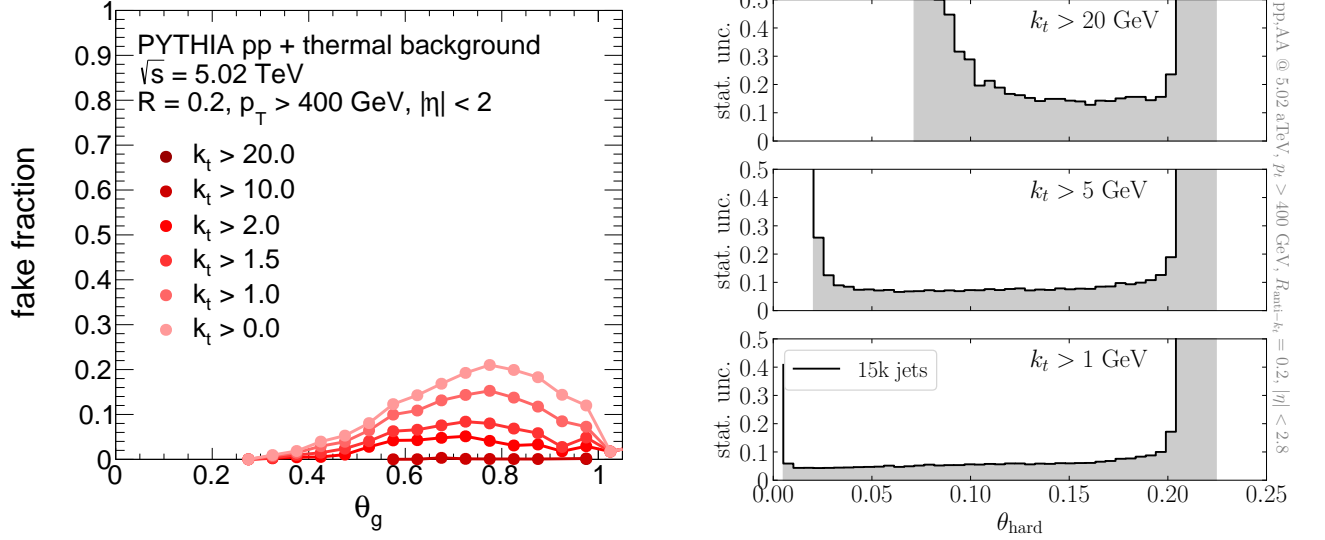 1
0.9
0.8
0.7
0.6
0.5
0.4
0.3
0.2
0.1
0
fake fraction
PYTHIA pp + thermal background
√s = 5.02 TeV
R = 0.2, p_T > 400 GeV, |η| < 2
k_t > 20.0
k_t > 10.0
k_t > 2.0
k_t > 1.5
k_t > 1.0
k_t > 0.0
0 0.2 0.4 0.6 0.8 1
θ_g
k_t > 20 GeV
0.5
0.4
0.3
0.2
0.1
0
stat. unc.
k_t > 5 GeV
0.5
0.4
0.3
0.2
0.1
0
stat. unc.
k_t > 1 GeV
15k jets
0.5
0.4
0.3
0.2
0.1
0
stat. unc.
0.00 0.05 0.10 0.15 0.20 0.25
θ_hard
pp,AA @ 5.02 aTeV, p_t > 400 GeV, R_anti−k_t = 0.2, |η| < 2.8